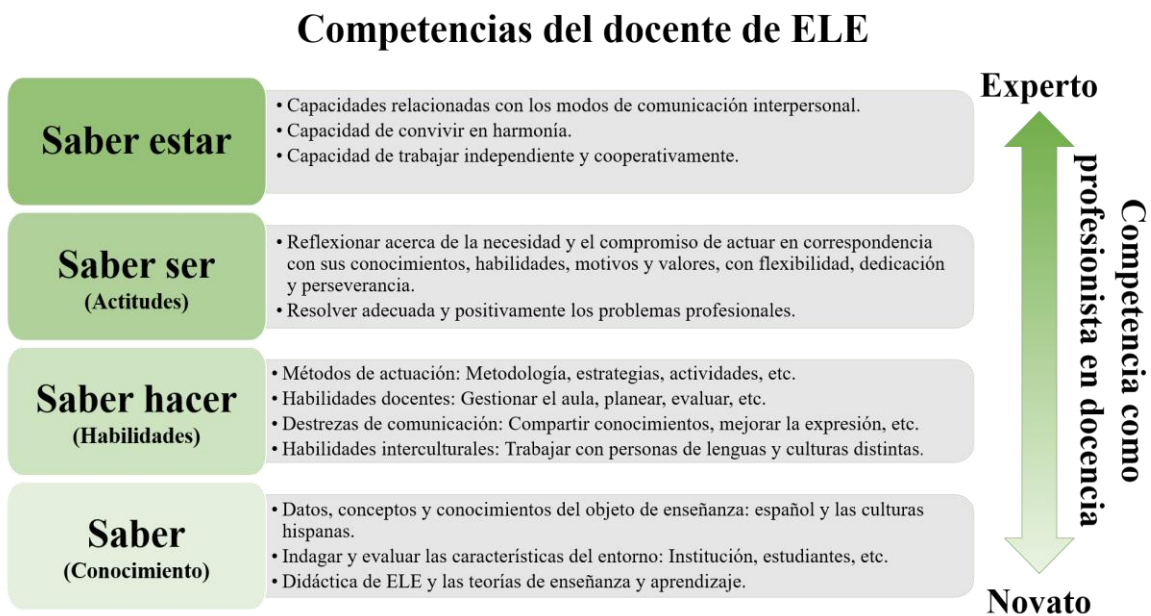 Competencias del docente de ELE
Saber estar
• Capacidades relacionadas con los modos de comunicación interpersonal.
• Capacidad de convivir en harmonía.
• Capacidad de trabajar independiente y cooperativamente.
Saber ser
(Actitudes)
• Reflexionar acerca de la necesidad y el compromiso de actuar en correspondencia
con sus conocimientos, habilidades, motivos y valores, con flexibilidad, dedicación
y perseverancia.
• Resolver adecuada y positivamente los problemas profesionales.
Saber hacer
(Habilidades)
• Métodos de actuación: Metodología, estrategias, actividades, etc.
• Habilidades docentes: Gestionar el aula, planear, evaluar, etc.
• Destrezas de comunicación: Compartir conocimientos, mejorar la expresión, etc.
• Habilidades interculturales: Trabajar con personas de lenguas y culturas distintas.
Saber
(Conocimiento)
• Datos, conceptos y conocimientos del objeto de enseñanza: español y las culturas
hispanas.
• Indagar y evaluar las características del entorno: Institución, estudiantes, etc.
• Didáctica de ELE y las teorías de enseñanza y aprendizaje.
Experto
Competencia como
profesionista en docencia
Novato